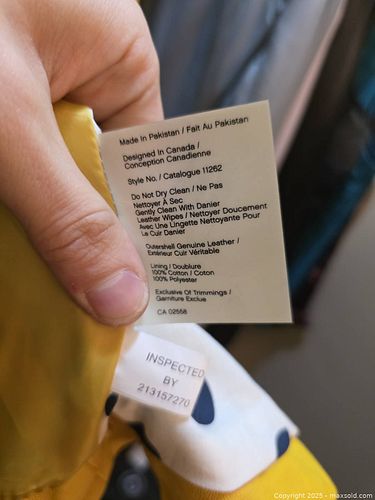 Made In Pakistan / Fait Au Pakistan
Designed In Canada /
Conception Canadienne
Style No. / Catalogue 11262
Do Not Dry Clean / Ne Pas
Nettoyer À Sec
Gently Clean With Danier
Leather Wipes / Nettoyer Doucement
Avec Une Lingette Nettoyante Pour
Le Cuir Danier
Outershell Genuine Leather /
Extérieur Cuir Véritable
Lining / Doublure
100% Cotton / Coton
100% Polyester
Exclusive Of Trimmings /
Garniture Exclue
CA 02558
INSPECTED
BY
213157270
Copyright 2025 - maxsold.com